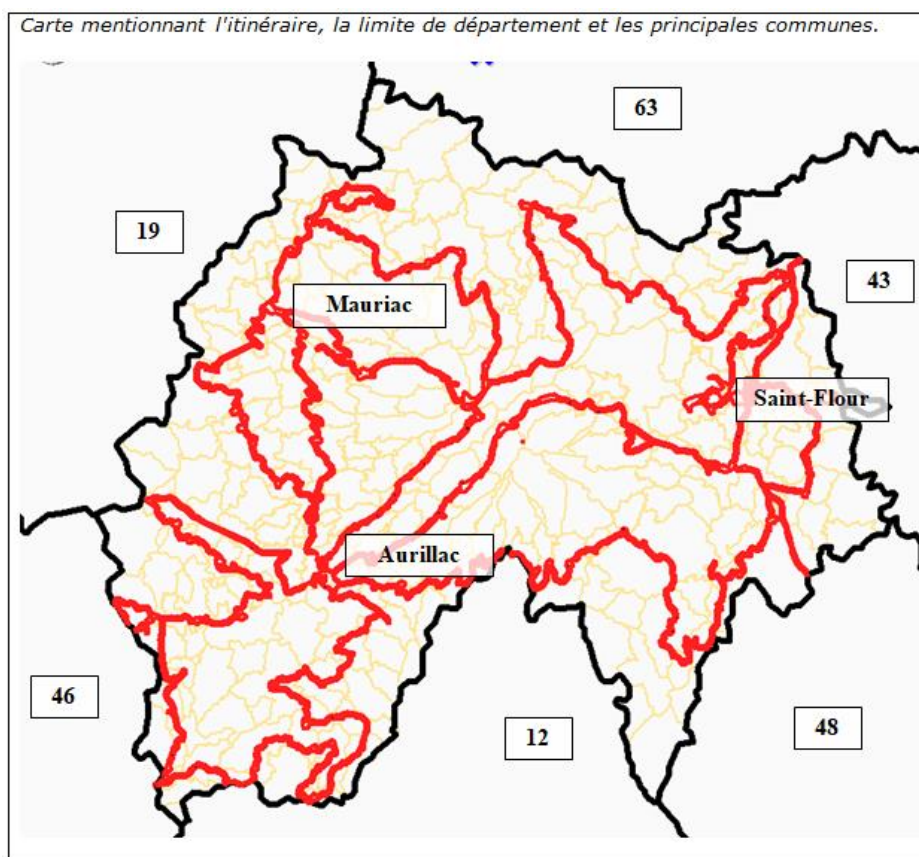 Carte mentionnant l'itinéraire, la limite de département et les principales communes.
63
19
43
Mauriac
Saint-Flour
Aurillac
46
12
48